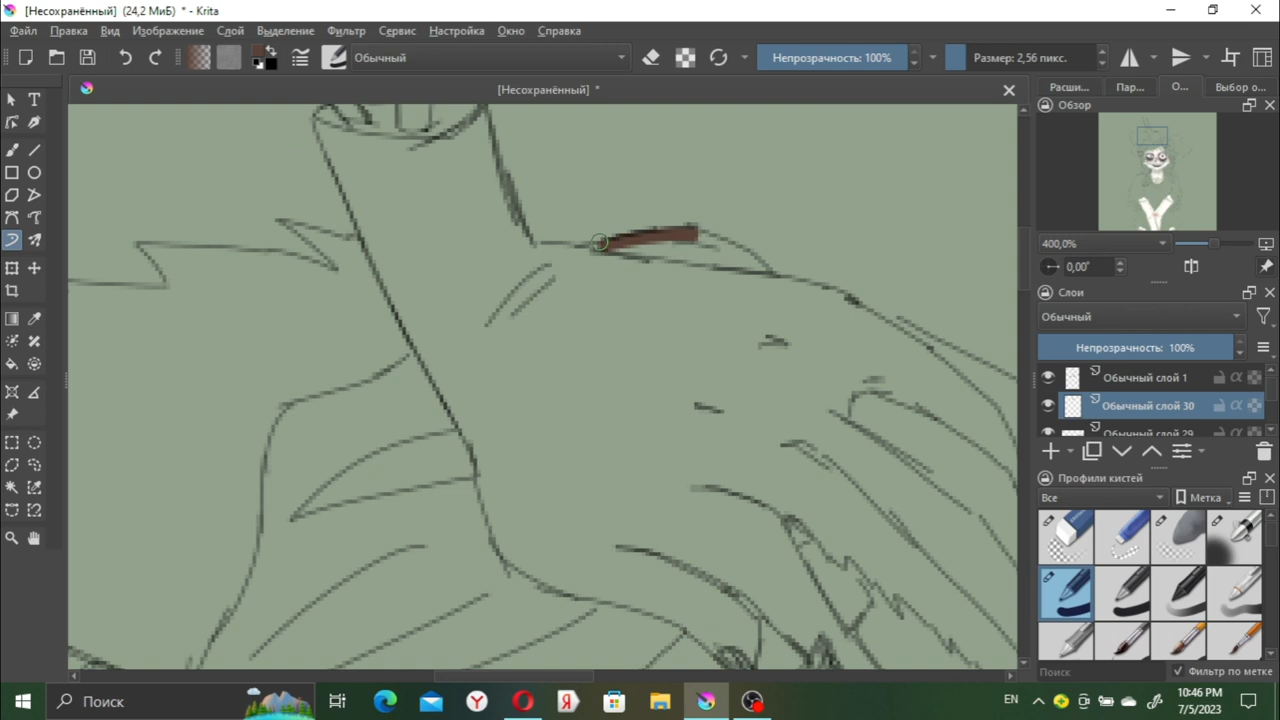 [Несохранённый] (24,2 МиБ) * - Krita
Файл Правка Вид Изображение Слой Выделение Фильтр Сервис Настройка Окно Справка
Обычный
Непрозрачность: 100%
Размер: 2,56 пикс.
[Несохранённый] *
Расши... Пар... О... Выбор о...
Обзор
400,0%
0,00°
Слои
Обычный
Непрозрачность: 100%
Обычный слой 1
Обычный слой 30
Обычный слой 29
Профили кистей
Все
Метка
Поиск
Фильтр по метке
Поиск
EN
10:46 PM
7/5/2023